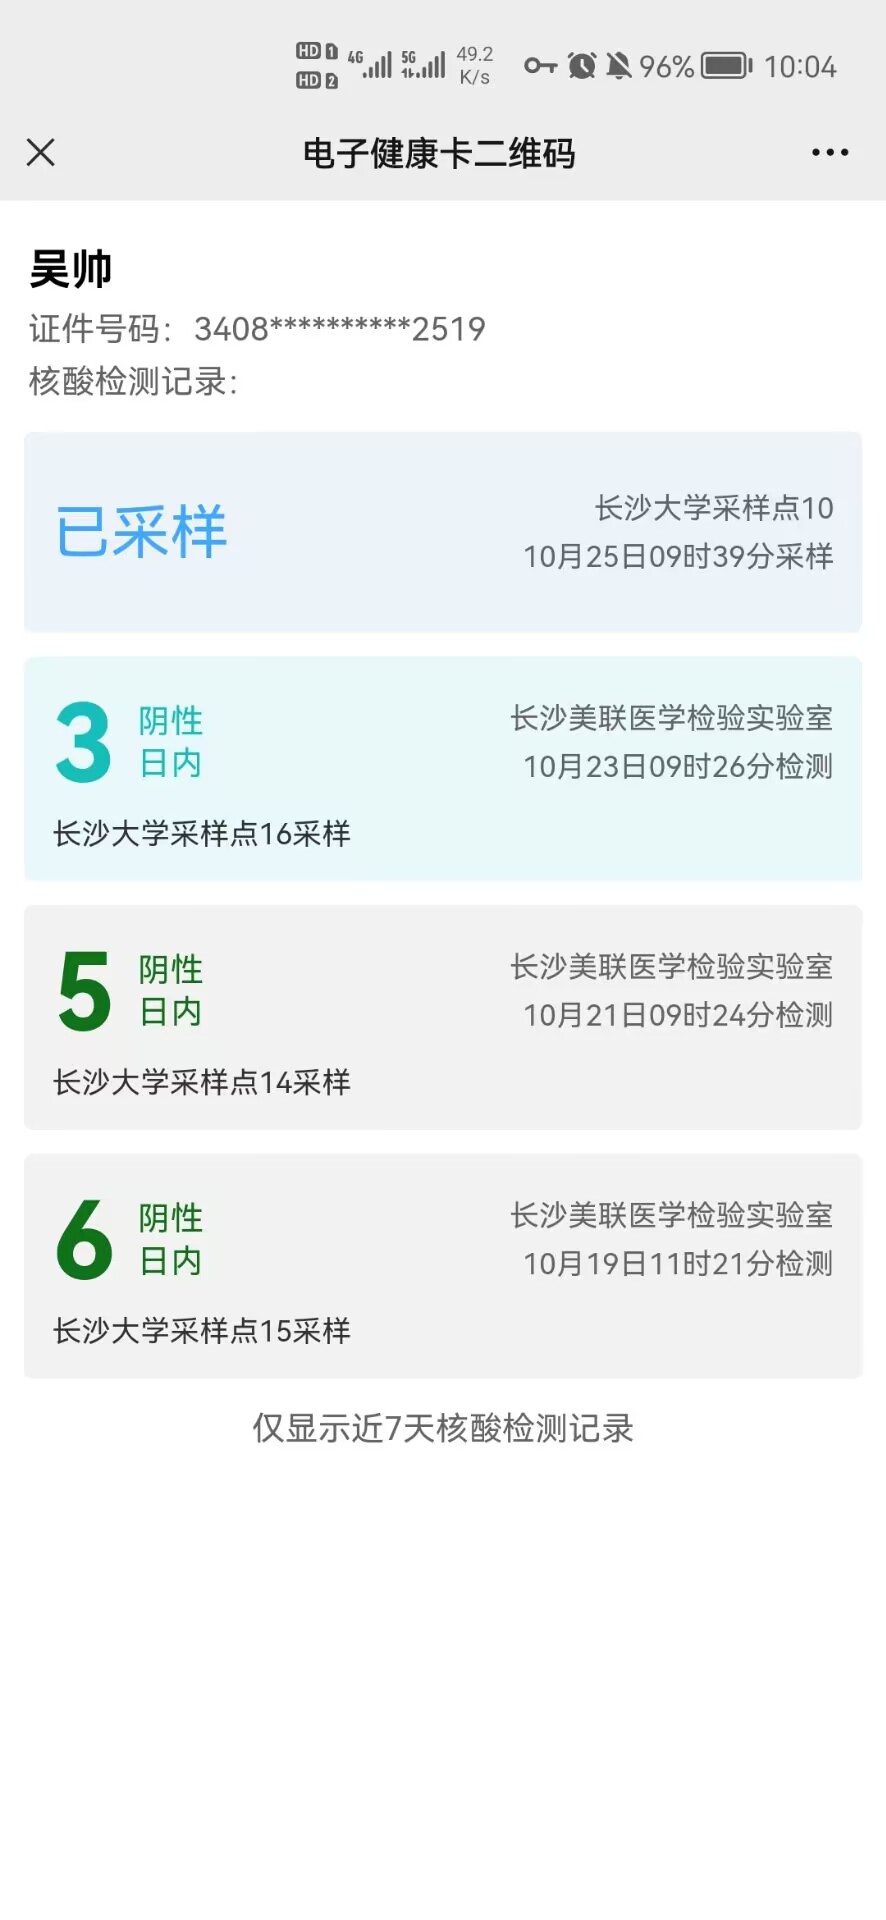 HD 1 4G 5G 49.2 96% 10:04
HD 2 K/s
电子健康卡二维码
吴帅
证件号码：3408**********2519
核酸检测记录：
已采样
长沙大学采样点10
10月25日09时39分采样
3 阴性
日内
长沙美联医学检验实验室
10月23日09时26分检测
长沙大学采样点16采样
5 阴性
日内
长沙美联医学检验实验室
10月21日09时24分检测
长沙大学采样点14采样
6 阴性
日内
长沙美联医学检验实验室
10月19日11时21分检测
长沙大学采样点15采样
仅显示近7天核酸检测记录